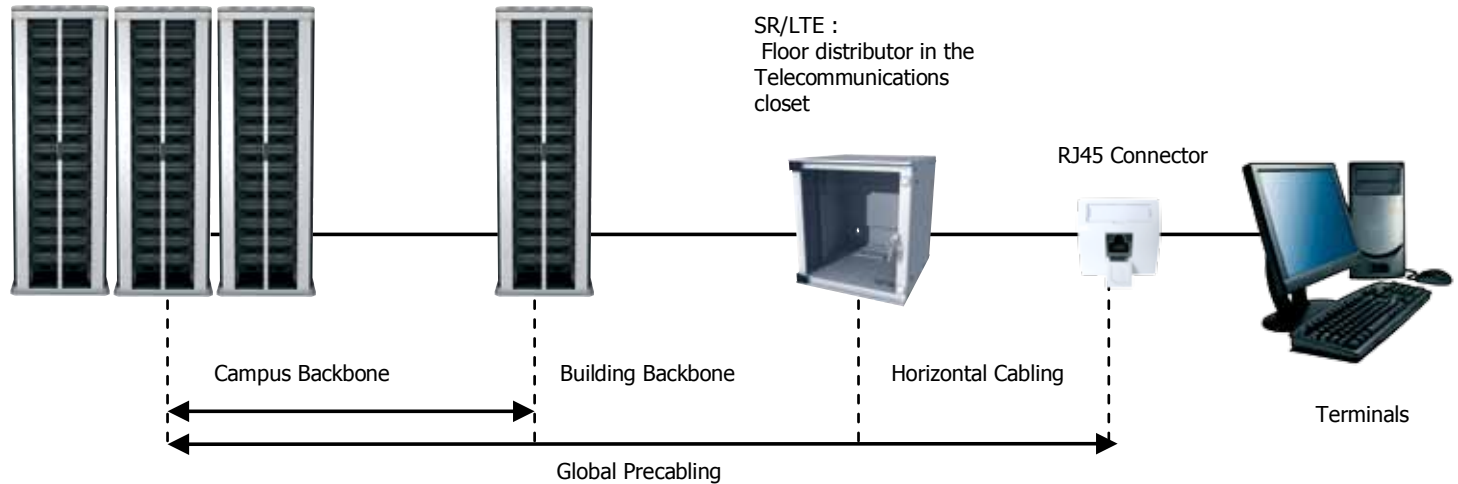 SR/LTE :
Floor distributor in the
Telecommunications
closet
RJ45 Connector
Campus Backbone
Building Backbone
Horizontal Cabling
Terminals
Global Precabling